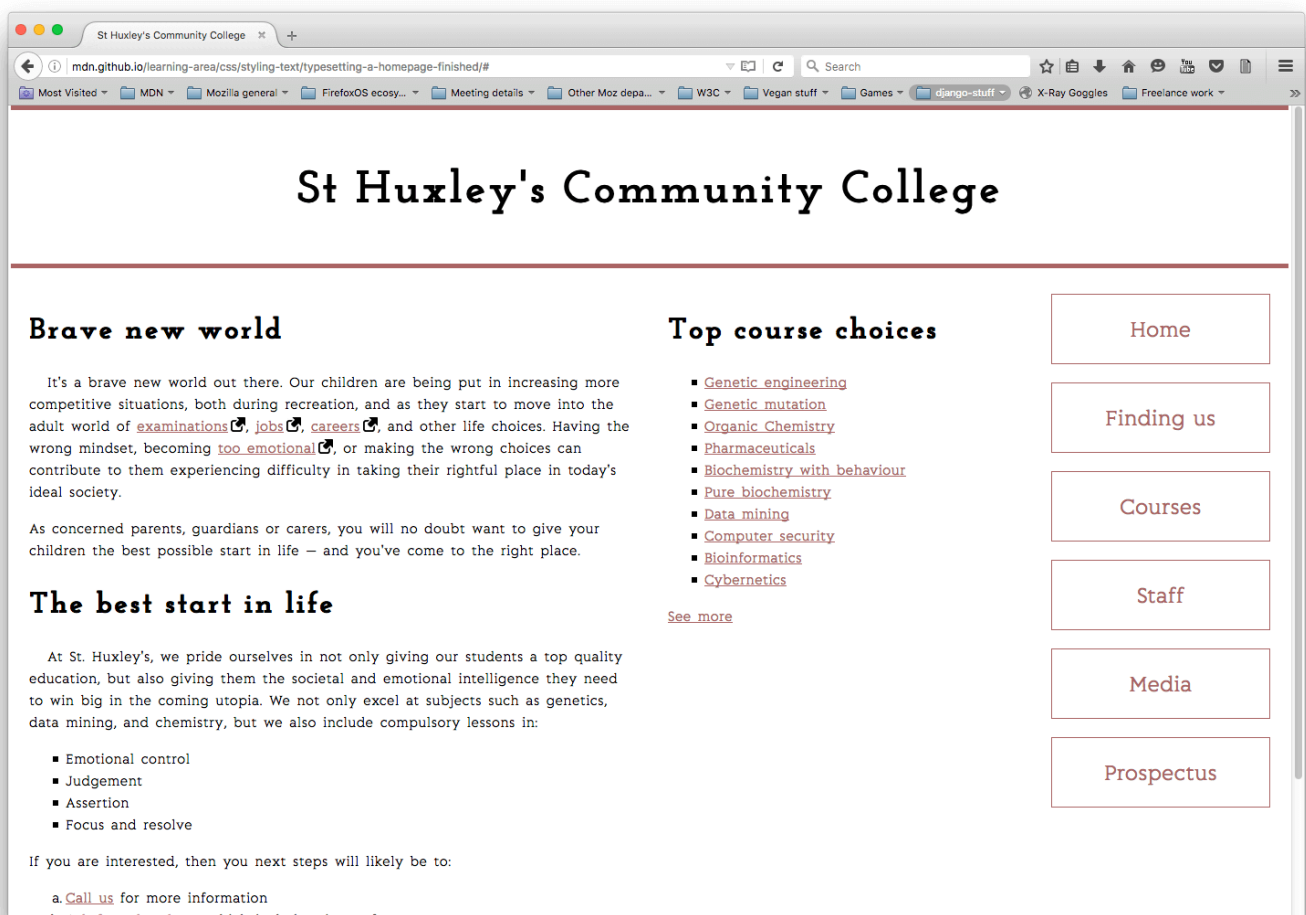 St Huxley's Community College
mdn.github.io/learning-area/css/styling-text/typesetting-a-homepage-finished/#
Search
You Tube
Most Visited
MDN
Mozilla general
FirefoxOS ecosy...
Meeting details
Other Moz depa...
W3C
Vegan stuff
Games
django-stuff
X-Ray Goggles
Freelance work
St Huxley's Community College
Brave new world
It's a brave new world out there. Our children are being put in increasing more
competitive situations, both during recreation, and as they start to move into the
adult world of examinations, jobs, careers, and other life choices. Having the
wrong mindset, becoming too emotional, or making the wrong choices can
contribute to them experiencing difficulty in taking their rightful place in today's
ideal society.
As concerned parents, guardians or carers, you will no doubt want to give your
children the best possible start in life — and you've come to the right place.
The best start in life
At St. Huxley's, we pride ourselves in not only giving our students a top quality
education, but also giving them the societal and emotional intelligence they need
to win big in the coming utopia. We not only excel at subjects such as genetics,
data mining, and chemistry, but we also include compulsory lessons in:
Emotional control
Judgement
Assertion
Focus and resolve
If you are interested, then you next steps will likely be to:
a. Call us for more information
Top course choices
Genetic engineering
Genetic mutation
Organic Chemistry
Pharmaceuticals
Biochemistry with behaviour
Pure biochemistry
Data mining
Computer security
Bioinformatics
Cybernetics
See more
Home
Finding us
Courses
Staff
Media
Prospectus